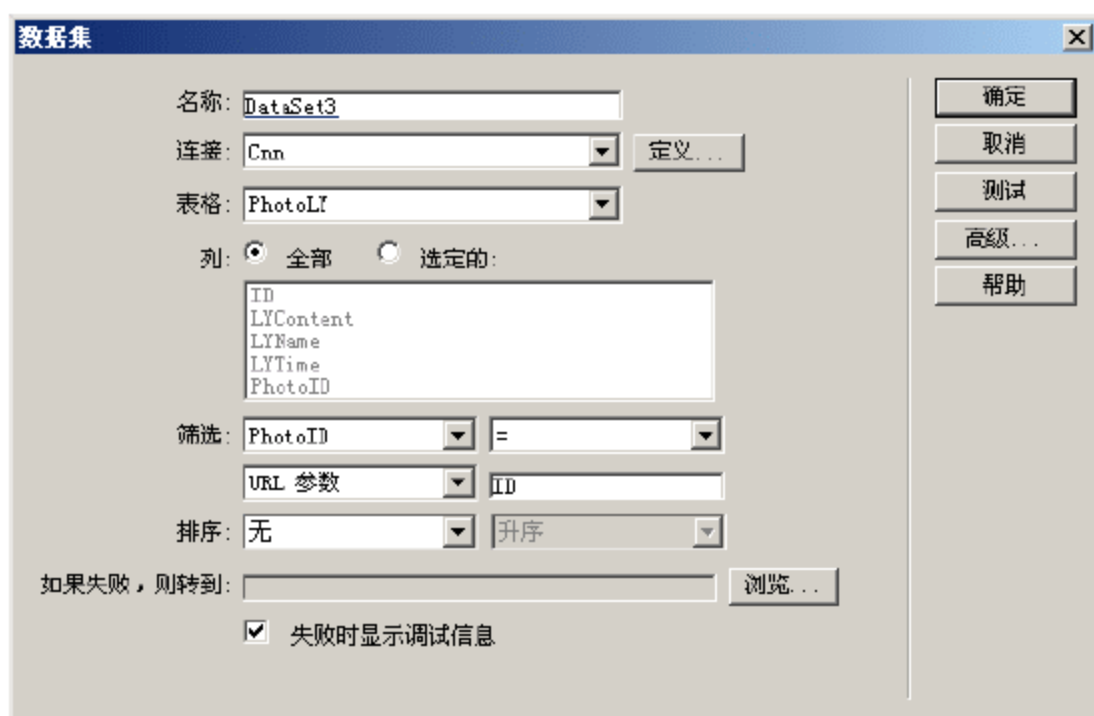 数据集
名称: DataSet3
确定
连接: Cnn 定义...
取消
表格: PhotoLY
测试
列: 全部 选定的:
高级...
ID
LYContent
LYName
LYTime
PhotoID
帮助
筛选: PhotoID =
URL 参数 ID
排序: 无 升序
如果失败，则转到: 浏览...
失败时显示调试信息